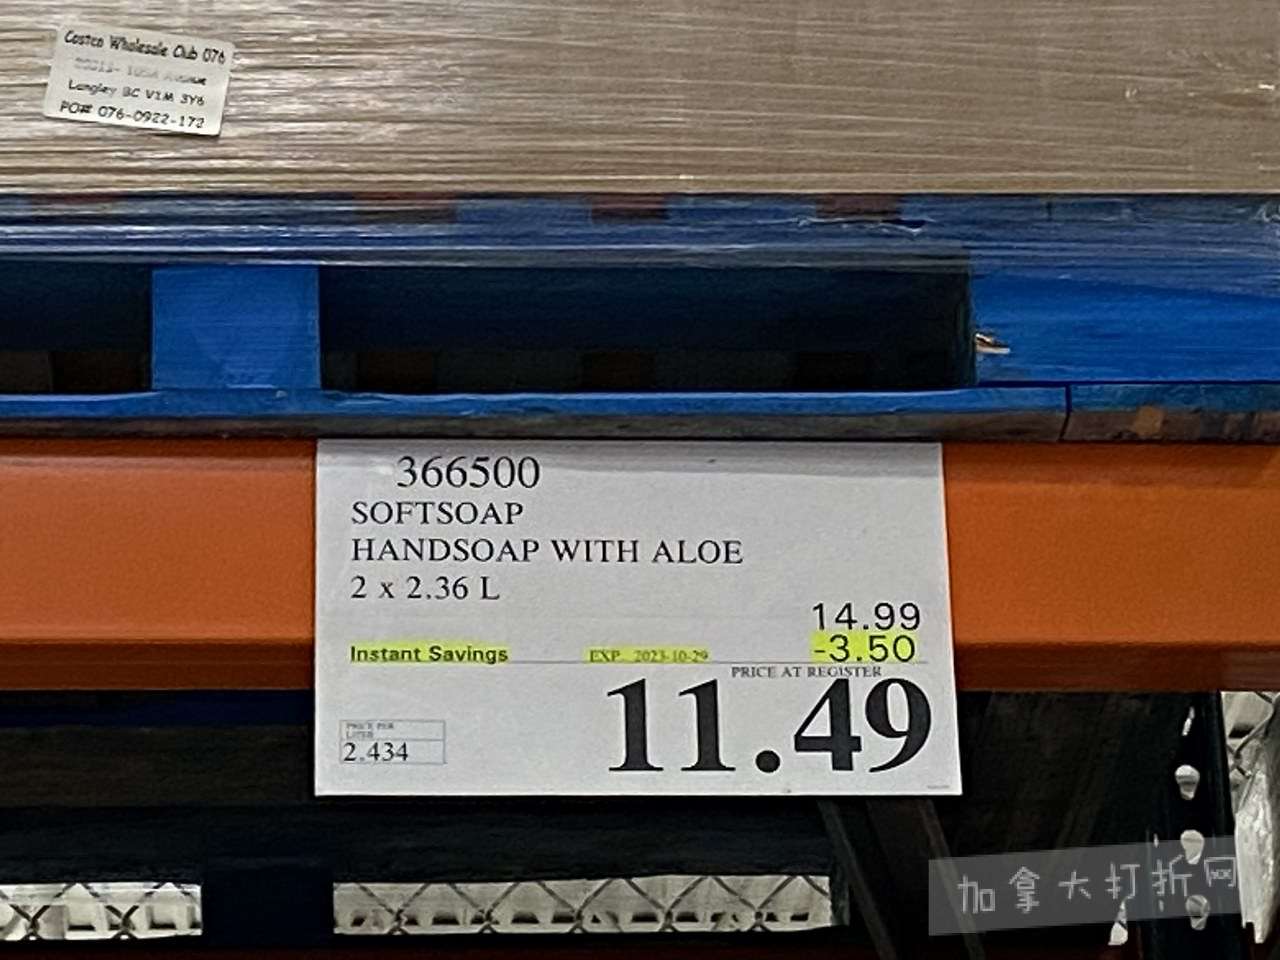 Costco Wholesale Club 076
Langley BC V1M 3Y6
PO# 076-0922-172
366500
SOFTSOAP
HANDSOAP WITH ALOE
2 x 2.36 L
14.99
Instant Savings EXP. 2023-10-29 -3.50
PRICE AT REGISTER
11.49
PRICE PER
LITER
2.434
加拿大打折网